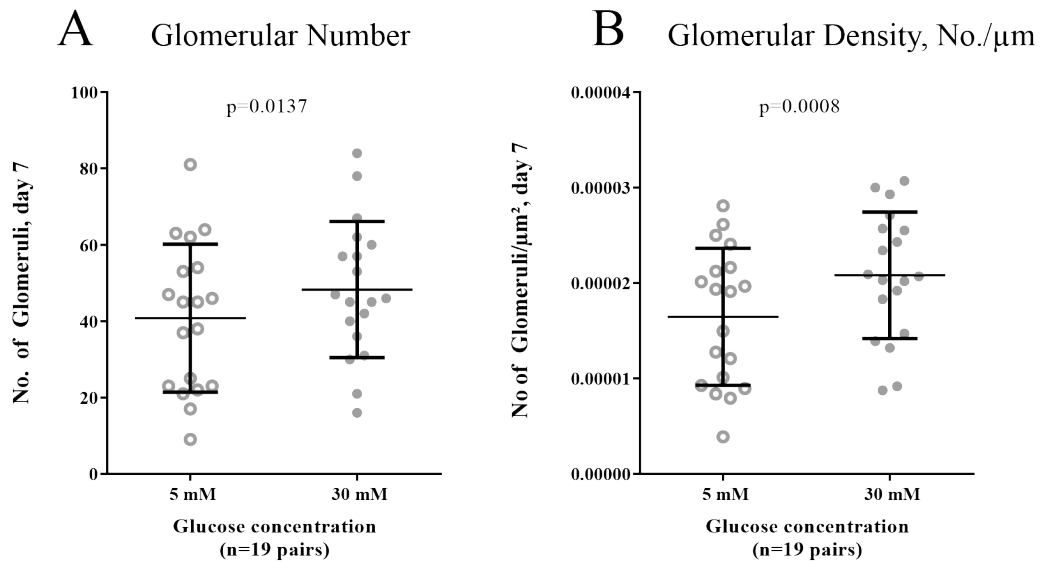 A Glomerular Number
p=0.0137
No. of Glomeruli, day 7
100
80
60
40
20
0
5 mM 30 mM
Glucose concentration
(n=19 pairs)
B Glomerular Density, No./µm
p=0.0008
No of Glomeruli/µm², day 7
0.00004
0.00003
0.00002
0.00001
0.00000
5 mM 30 mM
Glucose concentration
(n=19 pairs)